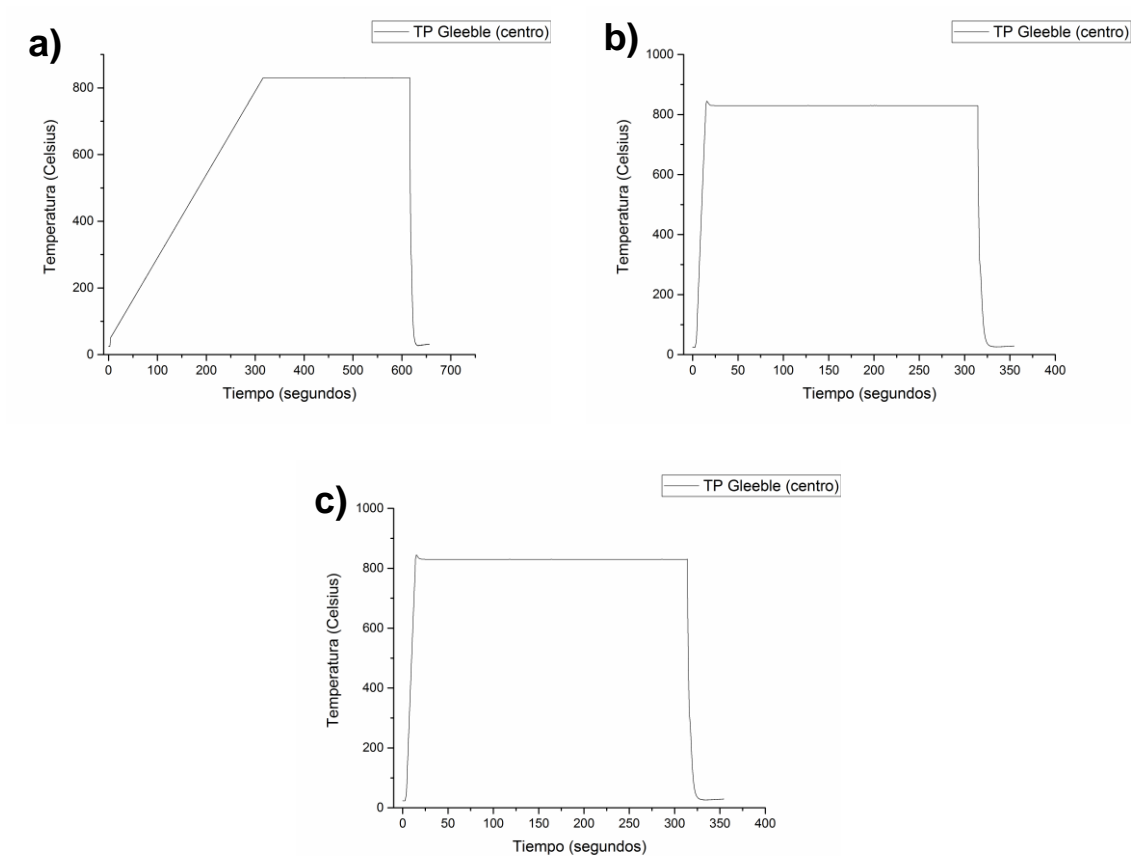 a)
TP Gleeble (centro)
800
600
400
200
0
Temperatura (Celsius)
0 100 200 300 400 500 600 700
Tiempo (segundos)
b)
TP Gleeble (centro)
1000
800
600
400
200
0
Temperatura (Celsius)
0 50 100 150 200 250 300 350 400
Tiempo (segundos)
c)
TP Gleeble (centro)
1000
800
600
400
200
0
Temperatura (Celsius)
0 50 100 150 200 250 300 350 400
Tiempo (segundos)